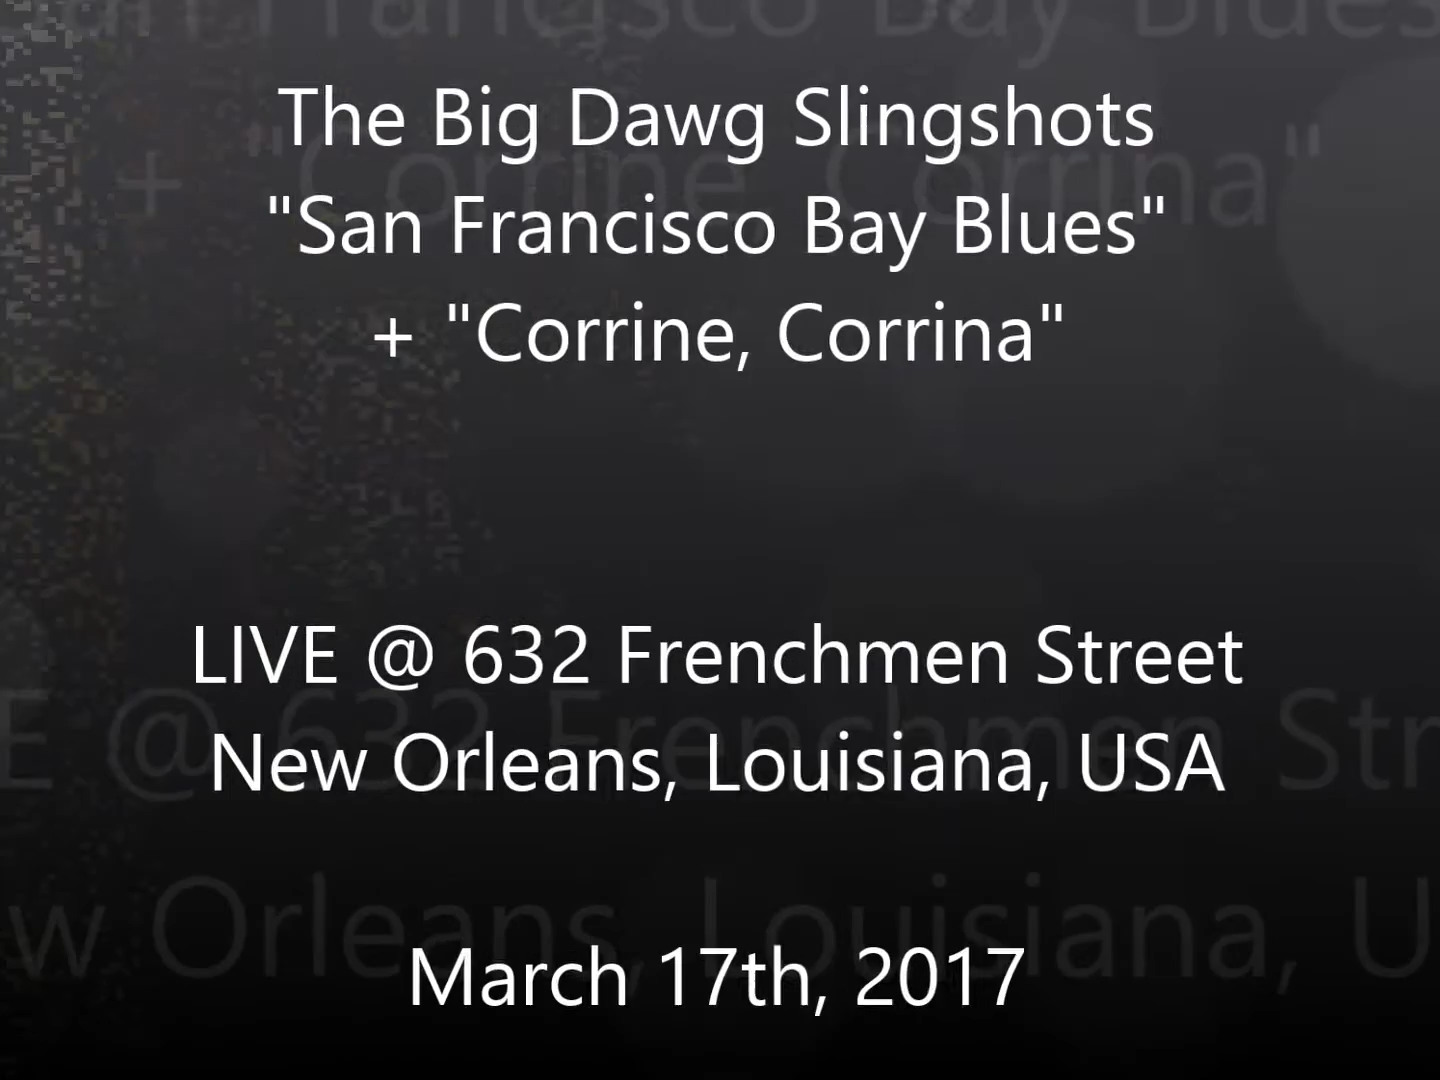 The Big Dawg Slingshots
"San Francisco Bay Blues"
+ "Corrine, Corrina"
LIVE @ 632 Frenchmen Street
New Orleans, Louisiana, USA
March 17th, 2017